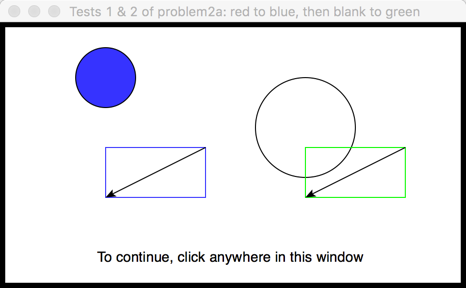 Tests 1 & 2 of problem2a: red to blue, then blank to green
To continue, click anywhere in this window